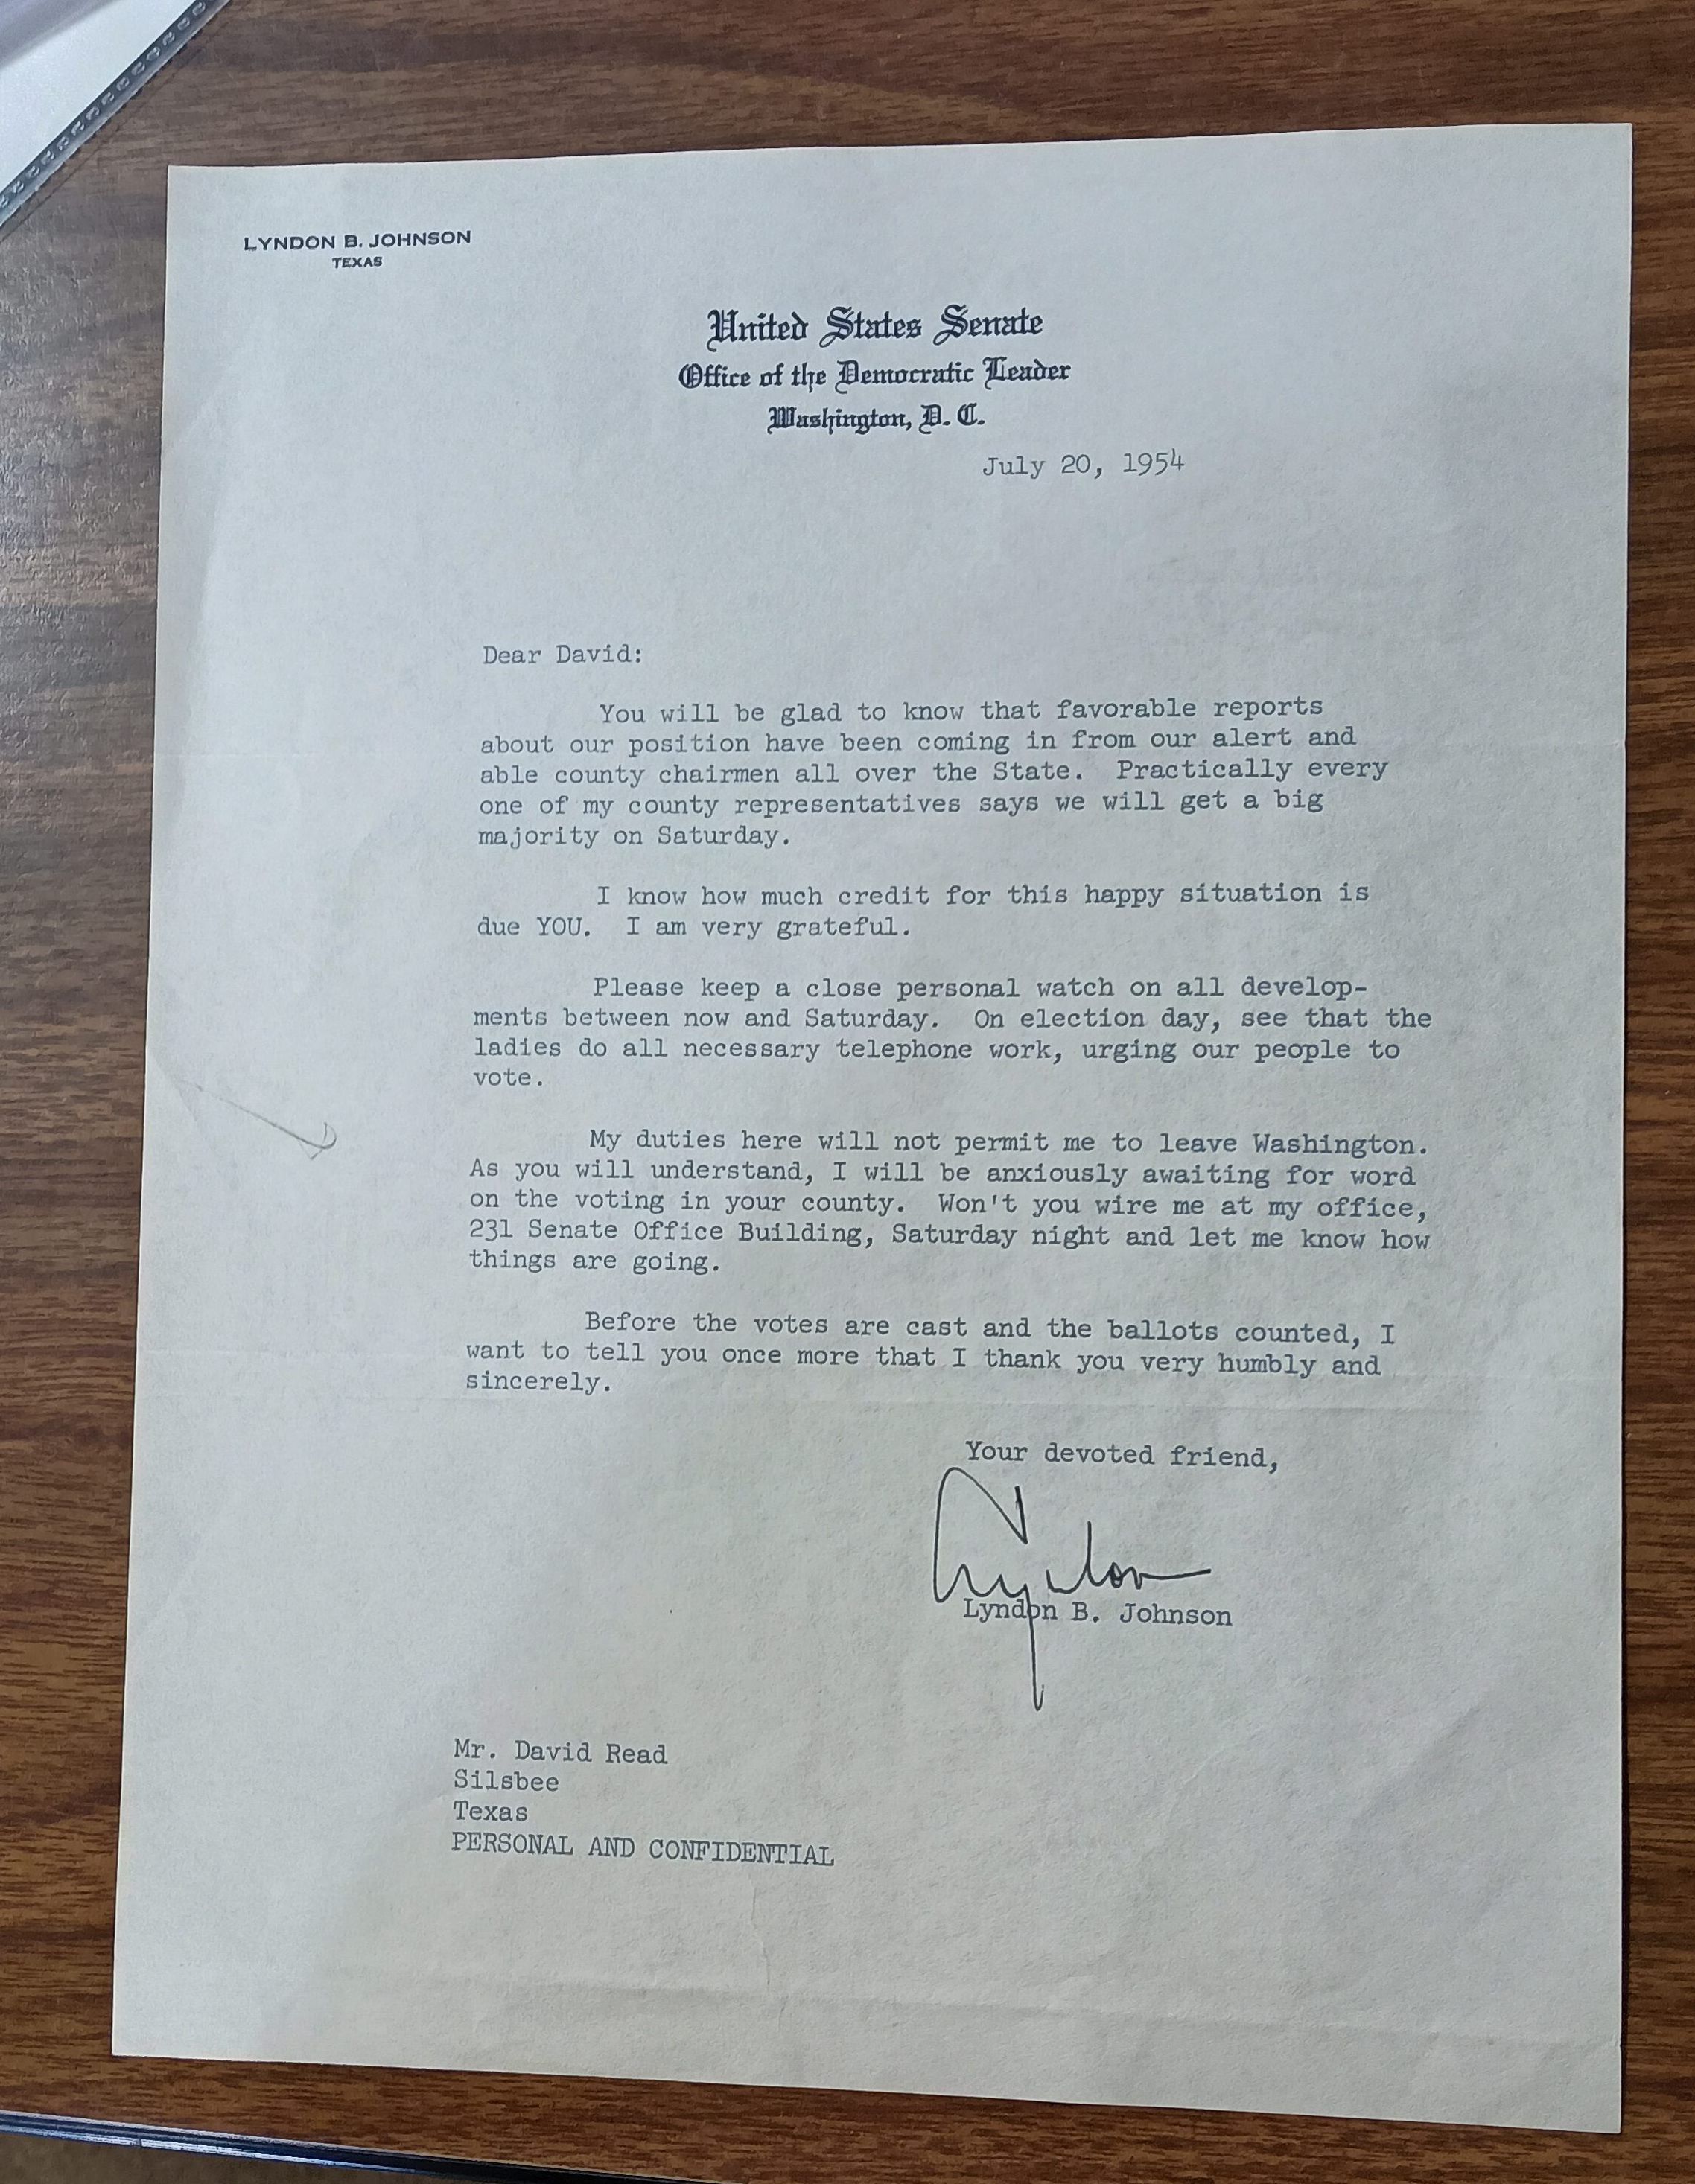 LYNDON B. JOHNSON
TEXAS
United States Senate
Office of the Democratic Leader
Washington, D. C.
July 20, 1954
Dear David:
You will be glad to know that favorable reports
about our position have been coming in from our alert and
able county chairmen all over the State. Practically every
one of my county representatives says we will get a big
majority on Saturday.
I know how much credit for this happy situation is
due YOU. I am very grateful.
Please keep a close personal watch on all develop-
ments between now and Saturday. On election day, see that the
ladies do all necessary telephone work, urging our people to
vote.
My duties here will not permit me to leave Washington.
As you will understand, I will be anxiously awaiting for word
on the voting in your county. Won't you wire me at my office,
231 Senate Office Building, Saturday night and let me know how
things are going.
Before the votes are cast and the ballots counted, I
want to tell you once more that I thank you very humbly and
sincerely.
Your devoted friend,
Lyndon
Lyndon B. Johnson
Mr. David Read
Silsbee
Texas
PERSONAL AND CONFIDENTIAL